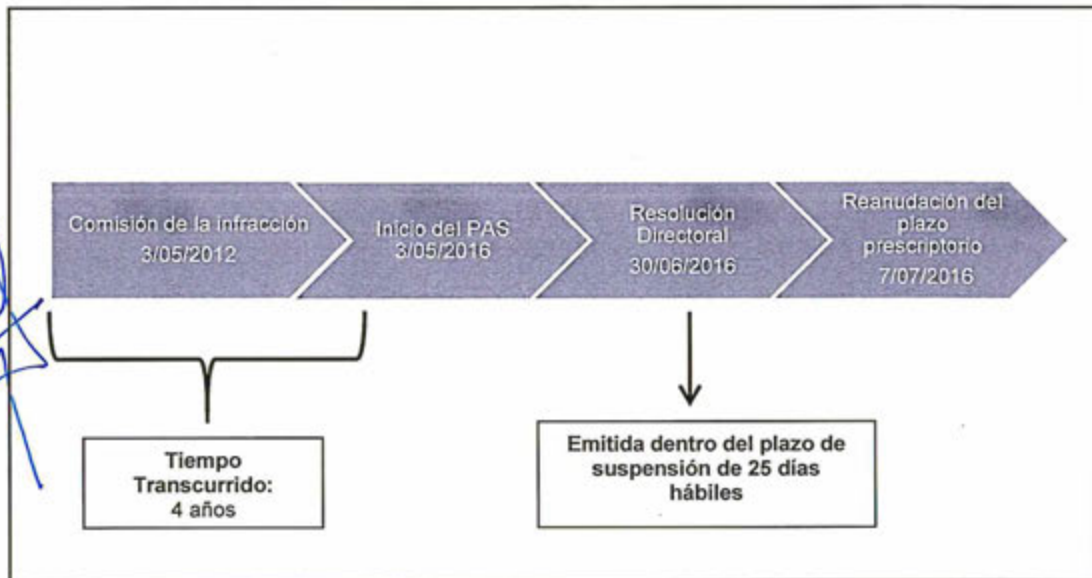 Comisión de la infracción
3/05/2012
Inicio del PAS
3/05/2016
Resolución
Directoral
30/06/2016
Reanudación del
plazo
prescriptorio
7/07/2016
Tiempo
Transcurrido:
4 años
Emitida dentro del plazo de
suspensión de 25 días
hábiles